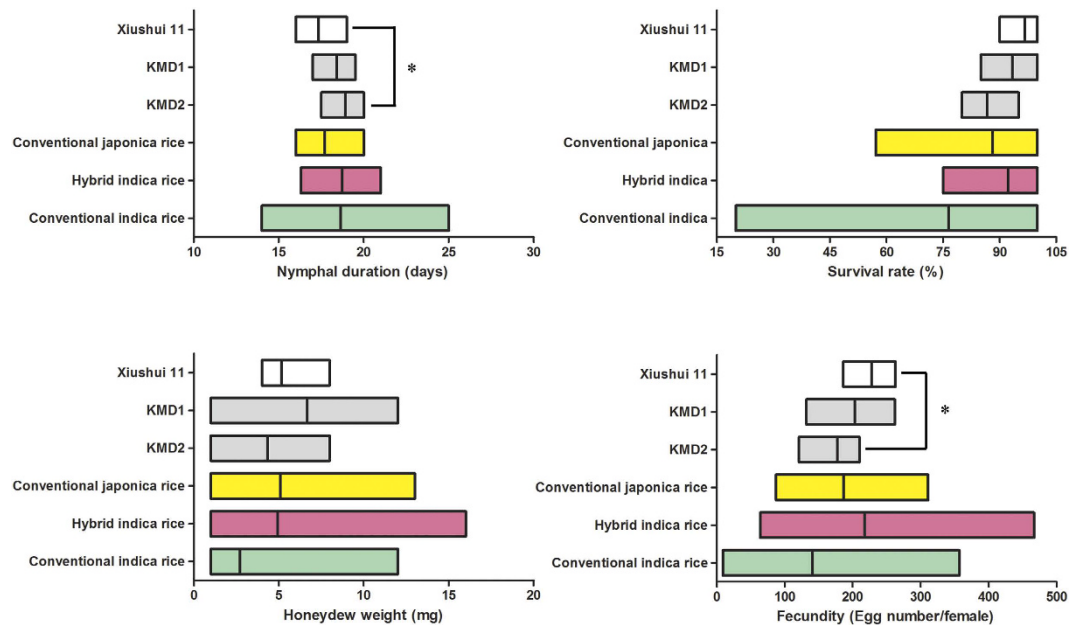 Xiushui 11
KMD1
*
KMD2
Conventional japonica rice
Hybrid indica rice
Conventional indica rice
10 15 20 25 30
Nymphal duration (days)
Xiushui 11
KMD1
KMD2
Conventional japonica
Hybrid indica
Conventional indica
15 30 45 60 75 90 105
Survival rate (%)
Xiushui 11
KMD1
KMD2
Conventional japonica rice
Hybrid indica rice
Conventional indica rice
0 5 10 15 20
Honeydew weight (mg)
Xiushui 11
KMD1
*
KMD2
Conventional japonica rice
Hybrid indica rice
Conventional indica rice
100 200 300 400 500
Fecundity (Egg number/female)